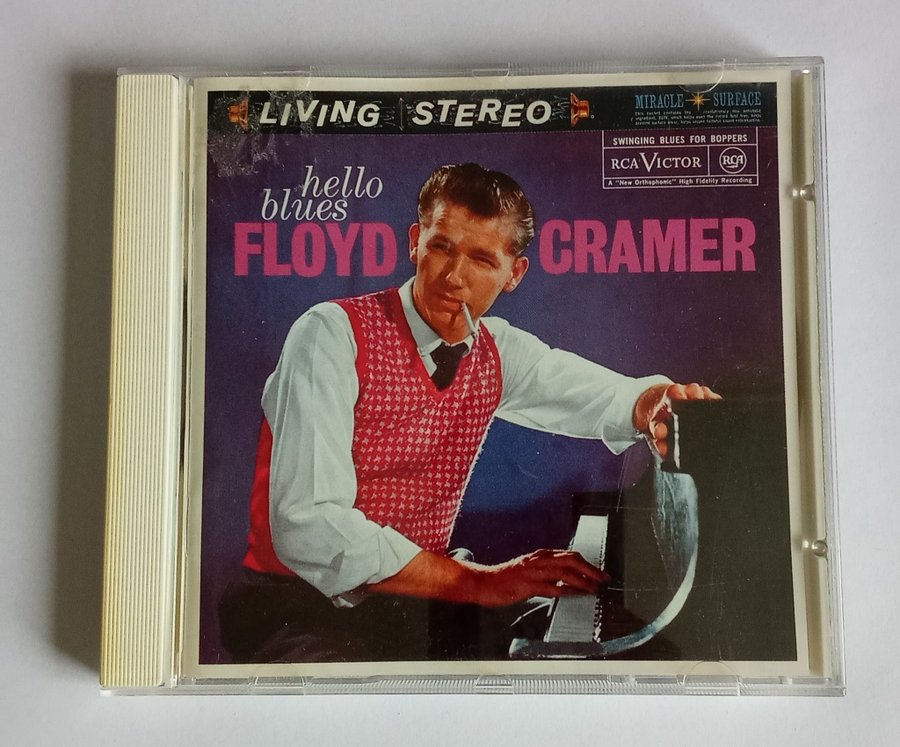 LIVING STEREO
MIRACLE SURFACE
SWINGING BLUES FOR BOPPERS
RCA VICTOR RCA
A "New Orthophonic" High Fidelity Recording
hello
blues
FLOYD CRAMER